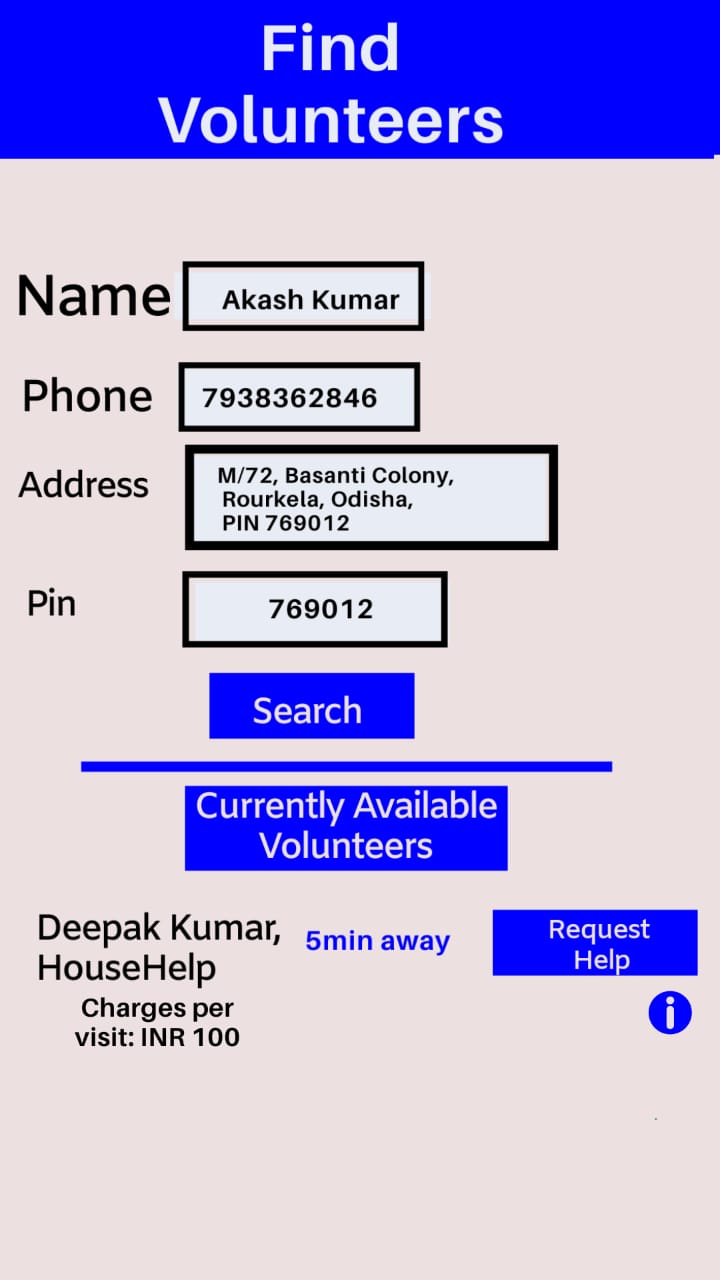 Find
Volunteers
Name
Akash Kumar
Phone
7938362846
Address
M/72, Basanti Colony,
Rourkela, Odisha,
PIN 769012
Pin
769012
Search
Currently Available
Volunteers
Deepak Kumar,
HouseHelp
5min away
Request
Help
Charges per
visit: INR 100
i